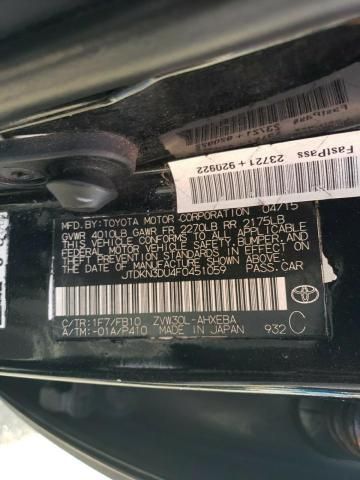 FastPass 23721 + 920922
MFD. BY: TOYOTA MOTOR CORPORATION 04/15
GVWR 4010LB GAWR FR 2270LB RR 2175LB
THIS VEHICLE CONFORMS TO ALL APPLICABLE
FEDERAL MOTOR VEHICLE SAFETY, BUMPER, AND
THEFT PREVENTION STANDARDS IN EFFECT ON
THE DATE OF MANUFACTURE SHOWN ABOVE.
JTDKN3DU4F0451059 PASS. CAR
C/TR: 1F7/FB10 ZVW30L-AHXEBA
A/TM: -01A/P410 MADE IN JAPAN 932 C